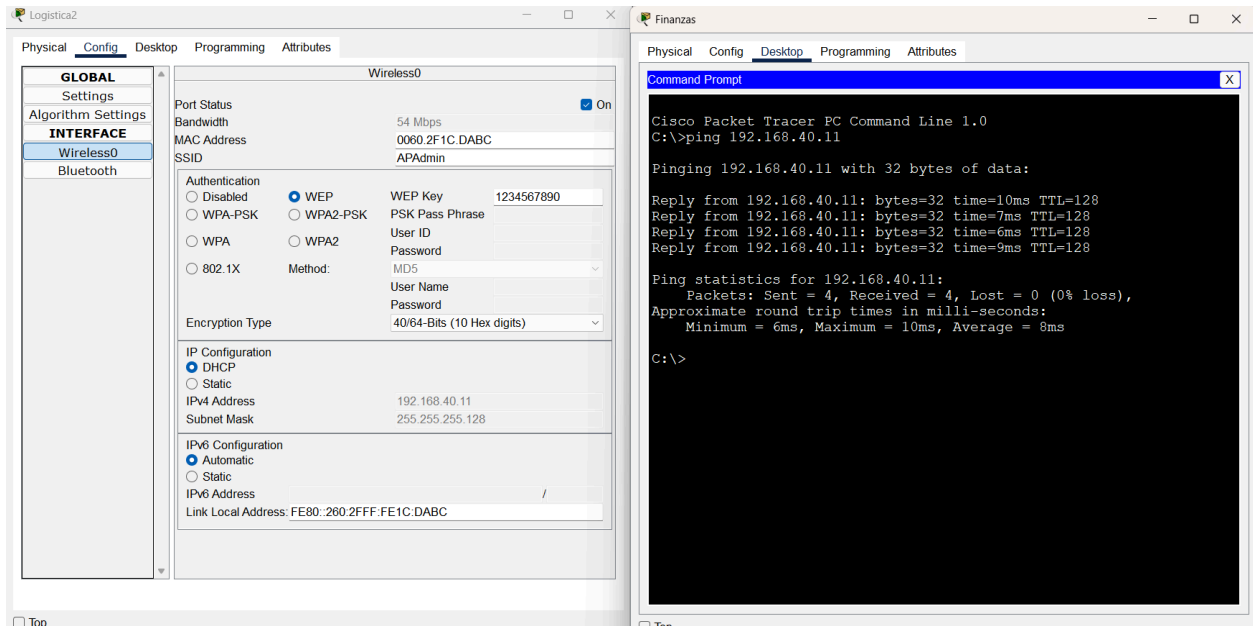 Logistica2
Physical Config Desktop Programming Attributes
GLOBAL
Settings
Algorithm Settings
INTERFACE
Wireless0
Bluetooth
Wireless0
Port Status On
Bandwidth 54 Mbps
MAC Address 0060.2F1C.DABC
SSID APAdmin
Authentication
Disabled WEP WEP Key 1234567890
WPA-PSK WPA2-PSK PSK Pass Phrase
User ID
WPA WPA2
Password
802.1X Method: MD5
User Name
Password
Encryption Type 40/64-Bits (10 Hex digits)
IP Configuration
DHCP
Static
IPv4 Address 192.168.40.11
Subnet Mask 255.255.255.128
IPv6 Configuration
Automatic
Static
IPv6 Address /
Link Local Address: FE80::260:2FFF:FE1C:DABC
Top
Finanzas
Physical Config Desktop Programming Attributes
Command Prompt X
Cisco Packet Tracer PC Command Line 1.0
C:\>ping 192.168.40.11
Pinging 192.168.40.11 with 32 bytes of data:
Reply from 192.168.40.11: bytes=32 time=10ms TTL=128
Reply from 192.168.40.11: bytes=32 time=7ms TTL=128
Reply from 192.168.40.11: bytes=32 time=6ms TTL=128
Reply from 192.168.40.11: bytes=32 time=9ms TTL=128
Ping statistics for 192.168.40.11:
Packets: Sent = 4, Received = 4, Lost = 0 (0% loss),
Approximate round trip times in milli-seconds:
Minimum = 6ms, Maximum = 10ms, Average = 8ms
C:\>
Top